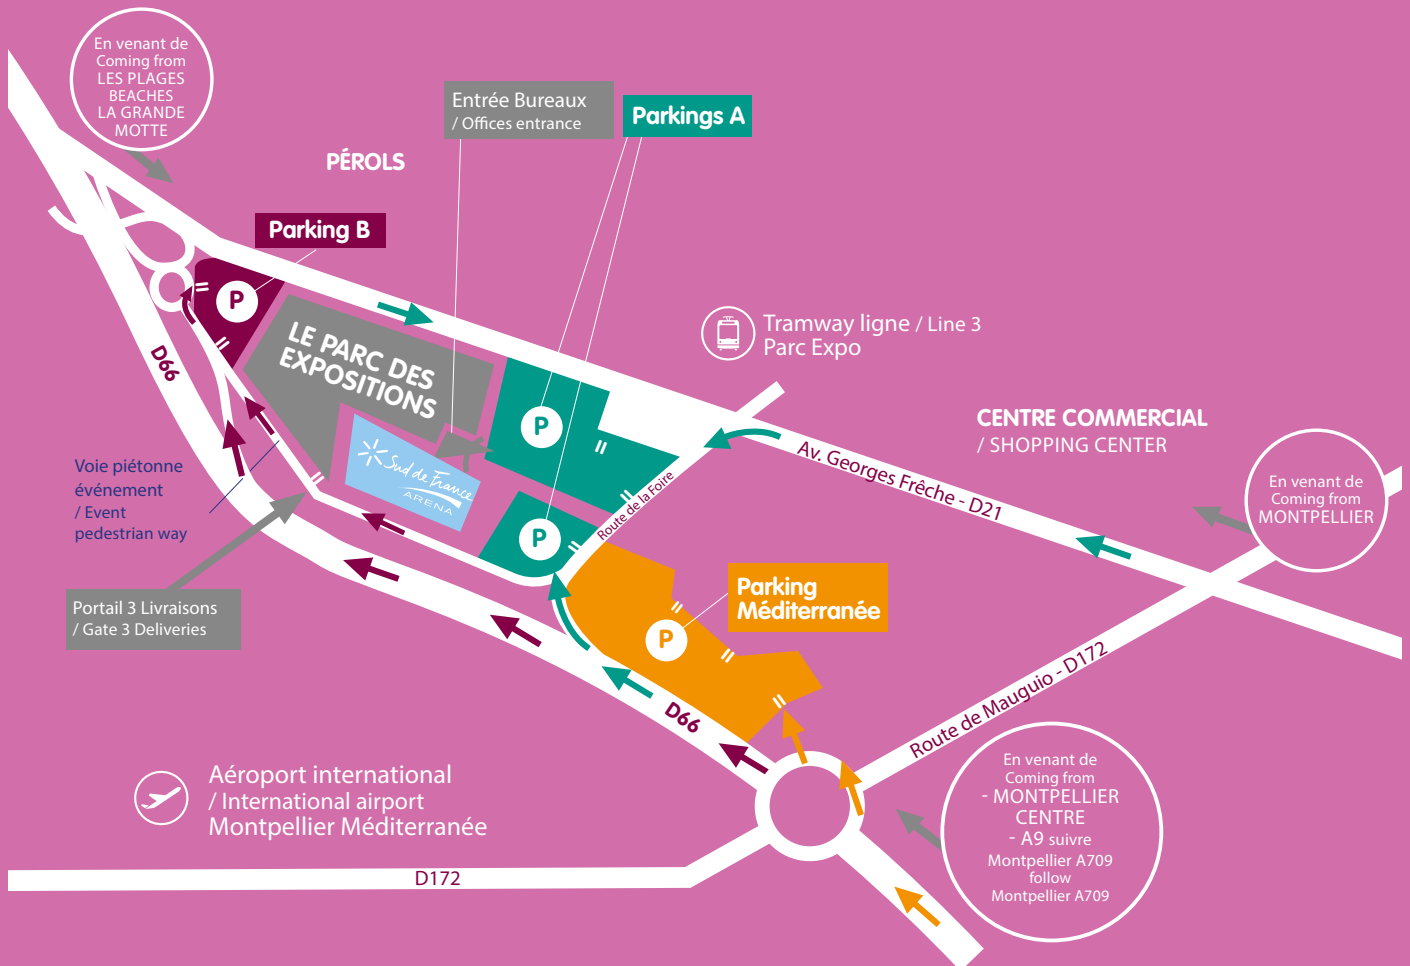 En venant de
Coming from
LES PLAGES
BEACHES
LA GRANDE
MOTTE
Entrée Bureaux
/ Offices entrance
Parkings A
PÉROLS
Parking B
P
LE PARC DES
EXPOSITIONS
D66
Tramway ligne / Line 3
Parc Expo
P
CENTRE COMMERCIAL
/ SHOPPING CENTER
Av. Georges Frêche - D21
Sud de France
ARENA
Route de la Foire
P
En venant de
Coming from
MONTPELLIER
Voie piétonne
événement
/ Event
pedestrian way
Portail 3 Livraisons
/ Gate 3 Deliveries
Parking
Méditerranée
P
D66
Route de Mauguio - D172
Aéroport international
/ International airport
Montpellier Méditerranée
En venant de
Coming from
- MONTPELLIER
CENTRE
- A9 suivre
Montpellier A709
follow
Montpellier A709
D172